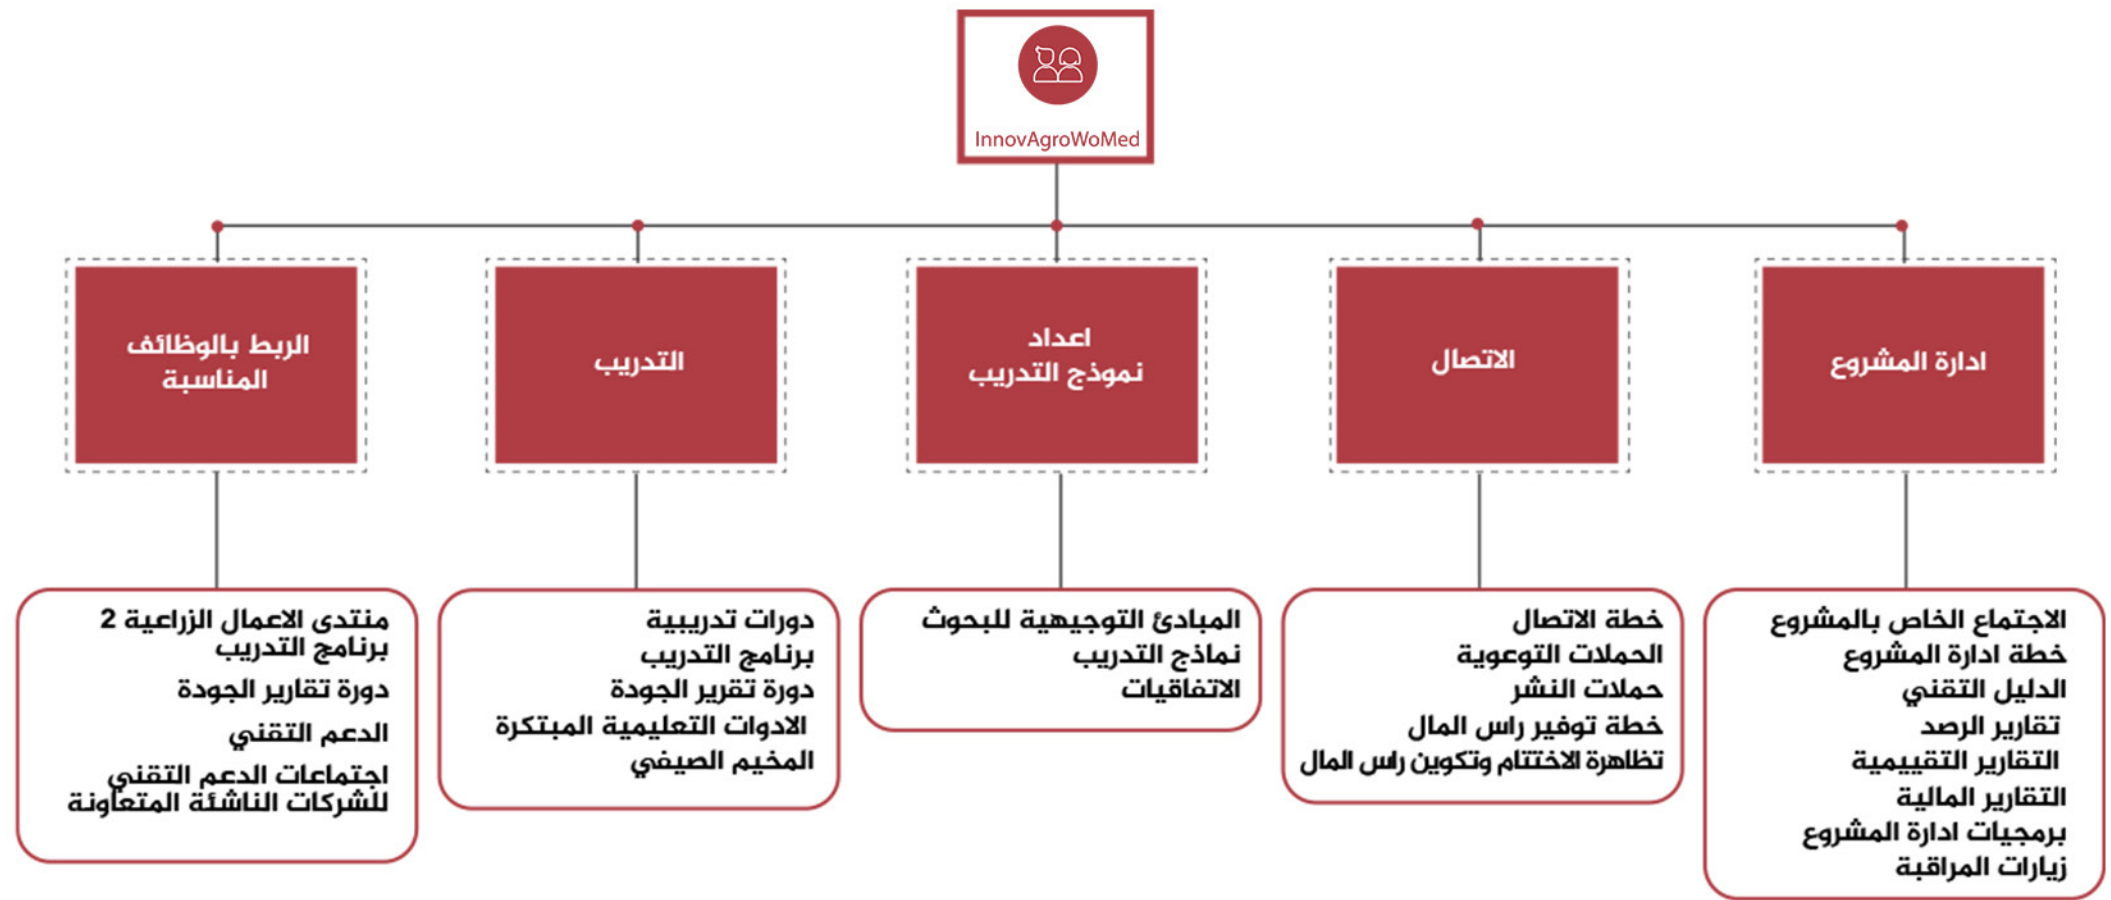 InnovAgroWoMed
ادارة المشروع
الاتصال
اعداد
نموذج التدريب
التدريب
الربط بالوظائف
المناسبة
الاجتماع الخاص بالمشروع
خطة ادارة المشروع
الدليل التقني
تقارير الرصد
التقارير التقييمية
التقارير المالية
برمجيات ادارة المشروع
زيارات المراقبة
خطة الاتصال
الحملات التوعوية
حملات النشر
خطة توفير راس المال
تظاهرة الاختتام وتكوين راس المال
المبادئ التوجيهية للبحوث
نماذج التدريب
الاتفاقيات
دورات تدريبية
برنامج التدريب
دورة تقرير الجودة
الادوات التعليمية المبتكرة
المخيم الصيفي
منتدى الاعمال الزراعية 2
برنامج التدريب
دورة تقارير الجودة
الدعم التقني
اجتماعات الدعم التقني
للشركات الناشئة المتعاونة